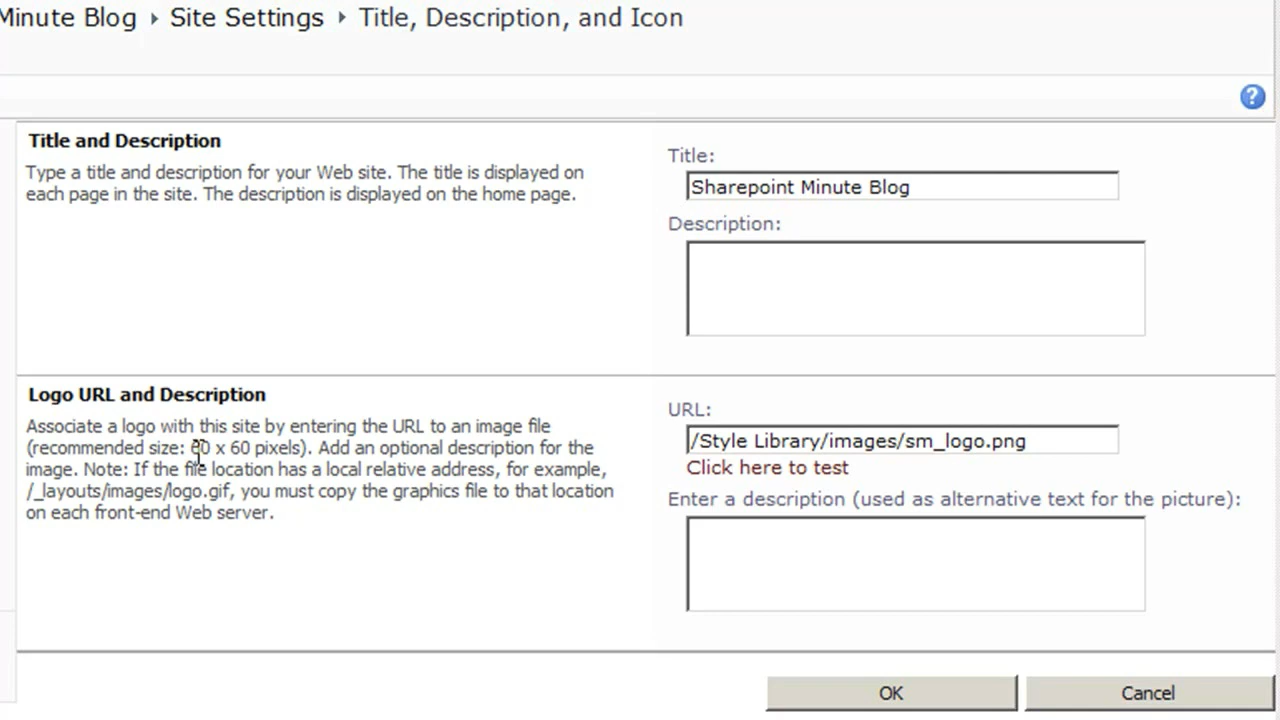 Minute Blog ▸ Site Settings ▸ Title, Description, and Icon
?
Title and Description
Type a title and description for your Web site. The title is displayed on
each page in the site. The description is displayed on the home page.
Title:
Sharepoint Minute Blog
Description:
Logo URL and Description
Associate a logo with this site by entering the URL to an image file
(recommended size: 60 x 60 pixels). Add an optional description for the
image. Note: If the file location has a local relative address, for example,
/_layouts/images/logo.gif, you must copy the graphics file to that location
on each front-end Web server.
URL:
/Style Library/images/sm_logo.png
Click here to test
Enter a description (used as alternative text for the picture):
OK
Cancel